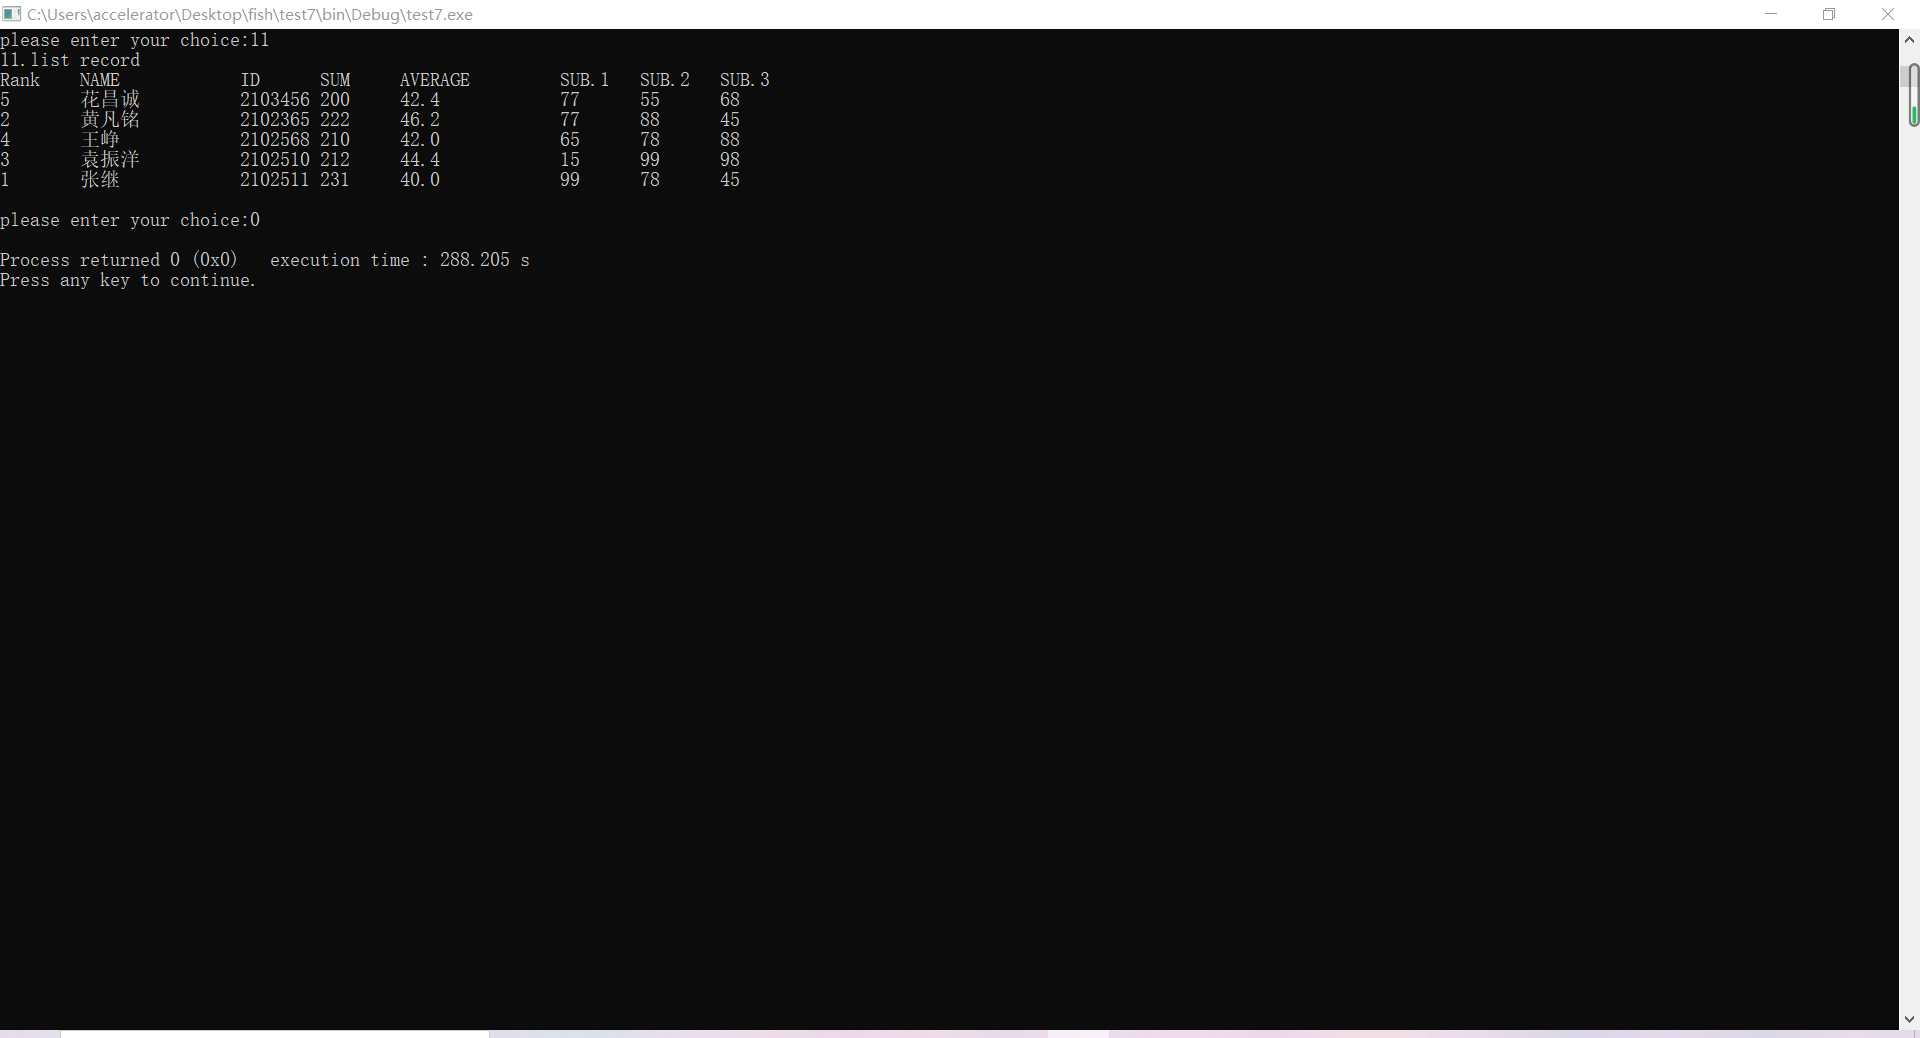 C:\Users\accelerator\Desktop\fish\test7\bin\Debug\test7.exe
please enter your choice:11
11.list record
Rank    NAME            ID      SUM     AVERAGE         SUB.1   SUB.2   SUB.3
5       花昌诚          2103456 200     42.4            77      55      68
2       黄凡铭          2102365 222     46.2            77      88      45
4       王峥            2102568 210     42.0            65      78      88
3       袁振洋          2102510 212     44.4            15      99      98
1       张继            2102511 231     40.0            99      78      45
please enter your choice:0
Process returned 0 (0x0)   execution time : 288.205 s
Press any key to continue.